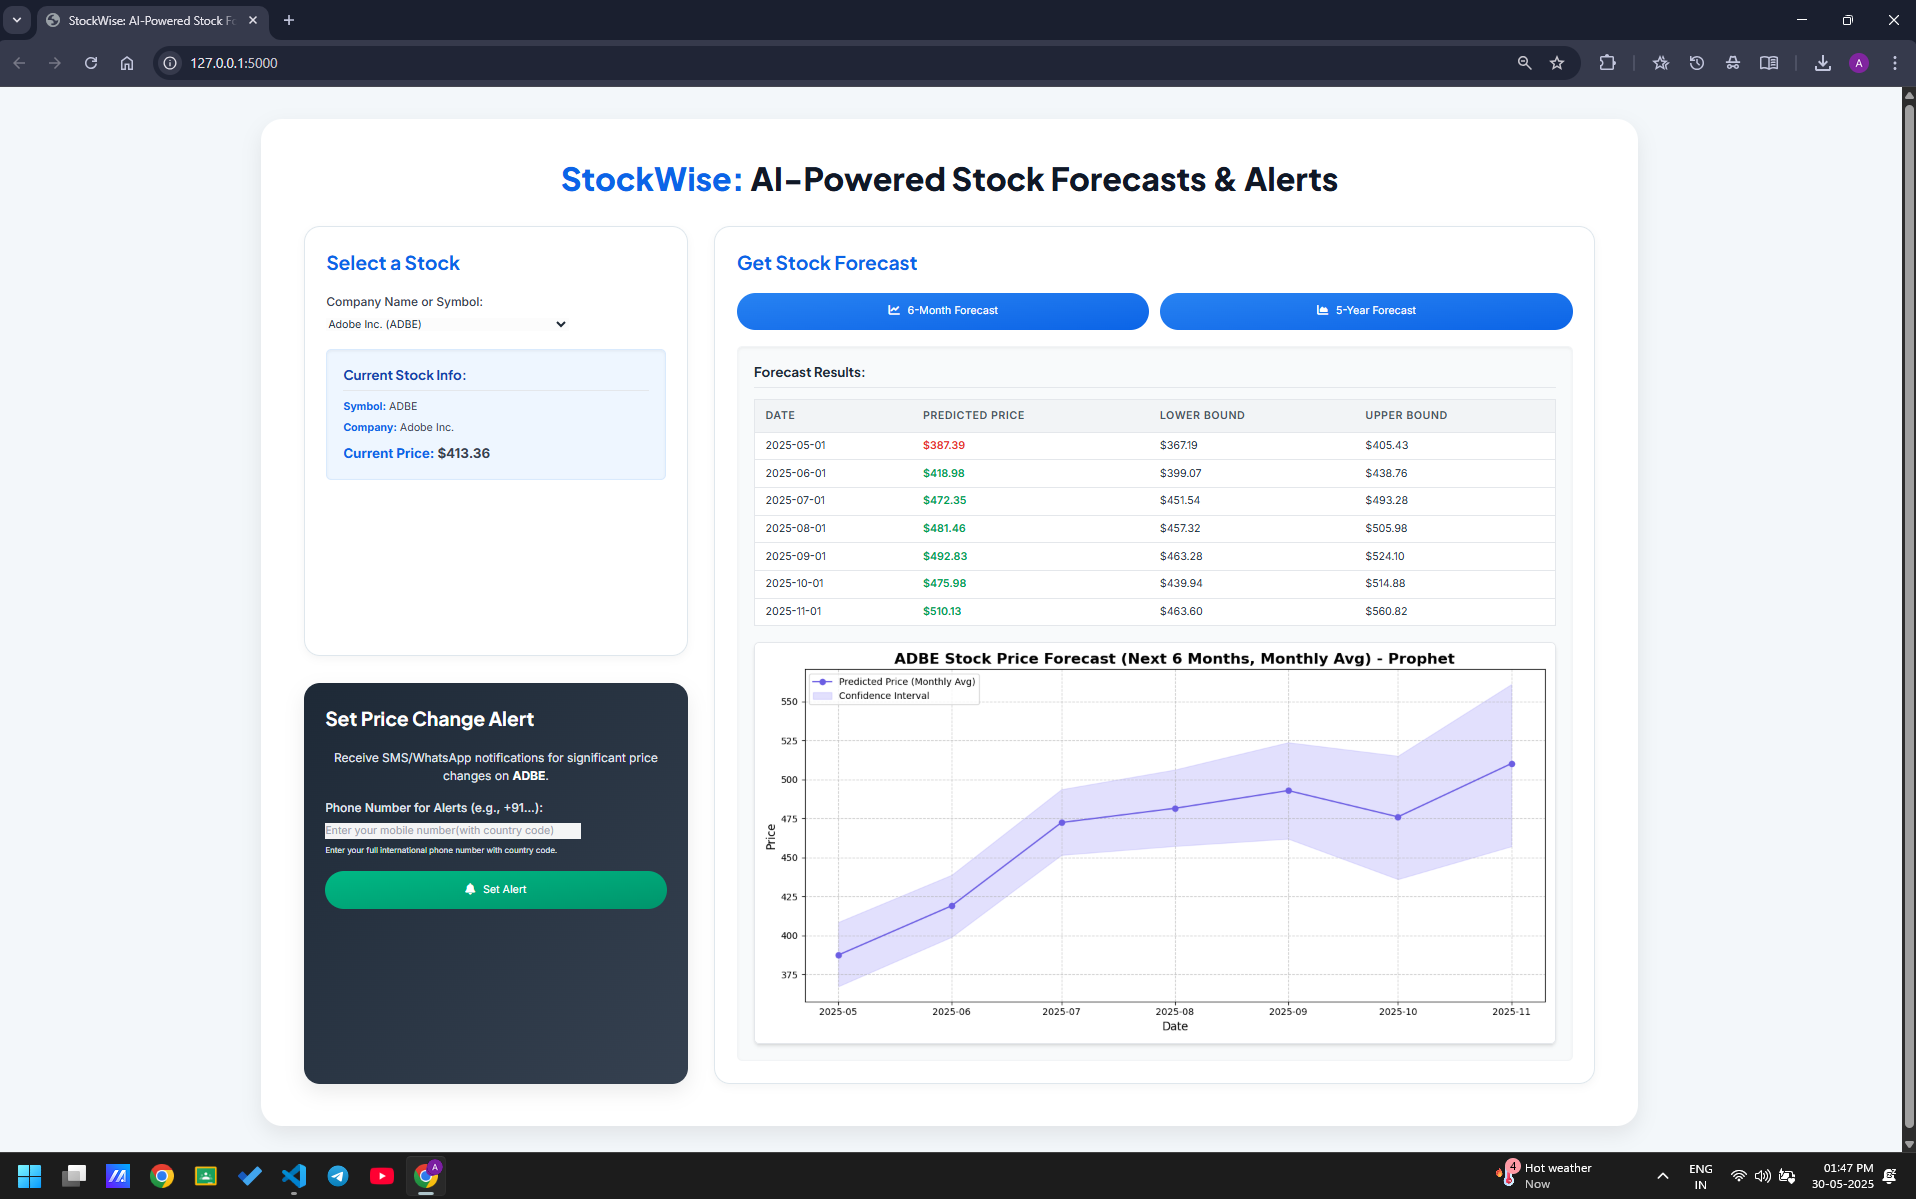 StockWise: AI-Powered Stock Fo
127.0.0.1:5000
A
StockWise: AI-Powered Stock Forecasts & Alerts
Select a Stock
Company Name or Symbol:
Adobe Inc. (ADBE)
Current Stock Info:
Symbol: ADBE
Company: Adobe Inc.
Current Price: $413.36
Set Price Change Alert
Receive SMS/WhatsApp notifications for significant price
changes on ADBE.
Phone Number for Alerts (e.g., +91...):
Enter your mobile number(with country code)
Enter your full international phone number with country code.
Set Alert
Get Stock Forecast
6-Month Forecast
5-Year Forecast
Forecast Results:
DATE PREDICTED PRICE LOWER BOUND UPPER BOUND
2025-05-01 $387.39 $367.19 $405.43
2025-06-01 $418.98 $399.07 $438.76
2025-07-01 $472.35 $451.54 $493.28
2025-08-01 $481.46 $457.32 $505.98
2025-09-01 $492.83 $463.28 $524.10
2025-10-01 $475.98 $439.94 $514.88
2025-11-01 $510.13 $463.60 $560.82
ADBE Stock Price Forecast (Next 6 Months, Monthly Avg) - Prophet
Predicted Price (Monthly Avg)
Confidence Interval
550
525
500
475
450
425
400
375
Price
2025-05 2025-06 2025-07 2025-08 2025-09 2025-10 2025-11
Date
A
4
Hot weather
Now
ENG
IN
01:47 PM
30-05-2025